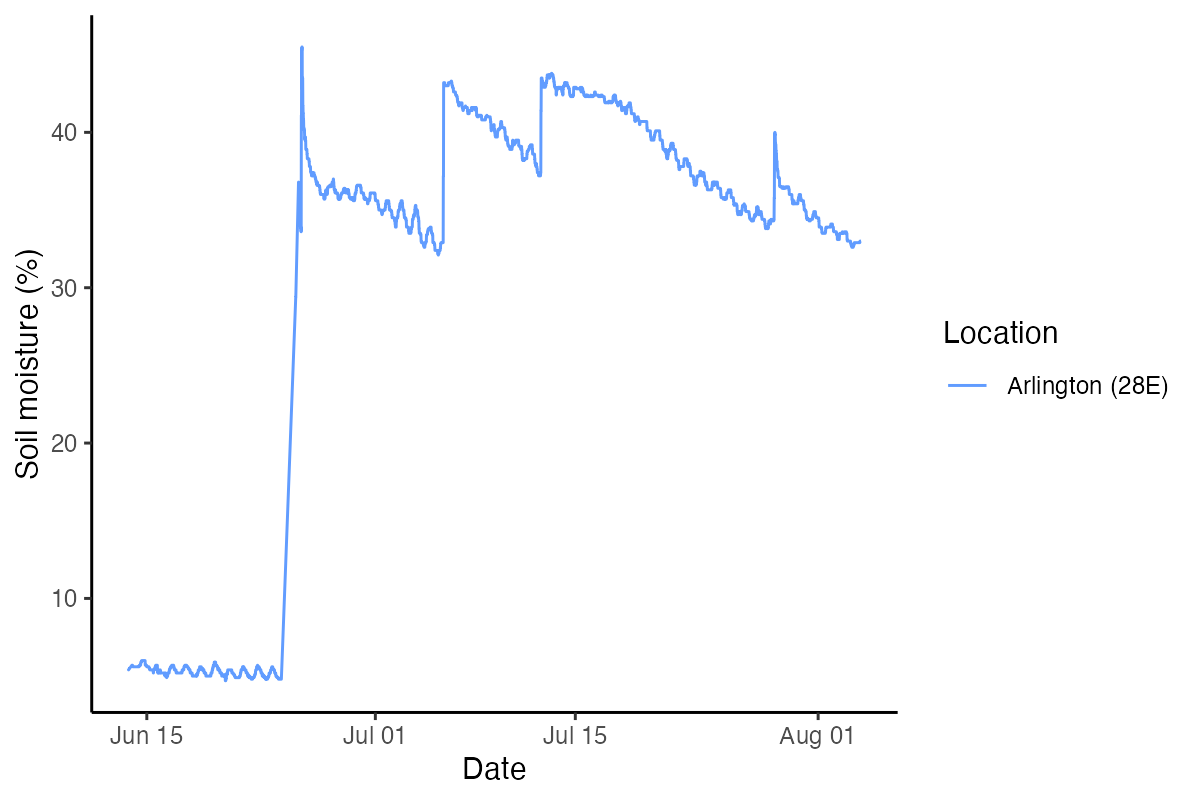 Soil moisture (%)
40
30
20
10
Jun 15
Jul 01
Jul 15
Aug 01
Date
Location
Arlington (28E)